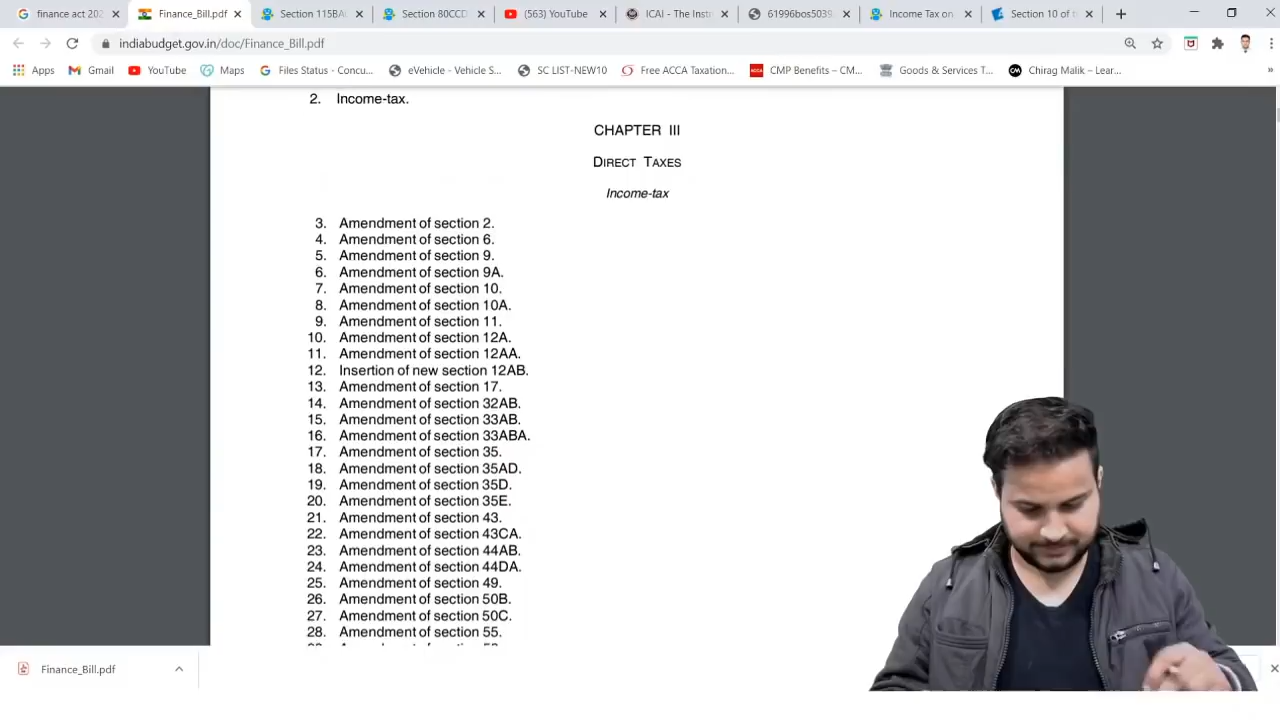 finance act 202
Finance_Bill.pdf
Section 115BA
Section 80CCD
(563) YouTube
ICAI - The Instr
61996bos5039
Income Tax on
Section 10 of t
indiabudget.gov.in/doc/Finance_Bill.pdf
Apps
Gmail
YouTube
Maps
Files Status - Concu...
eVehicle - Vehicle S...
SC LIST-NEW10
Free ACCA Taxation...
CMP Benefits – CM...
Goods & Services T...
Chirag Malik – Lear...
2. Income-tax.
CHAPTER III
DIRECT TAXES
Income-tax
3. Amendment of section 2.
4. Amendment of section 6.
5. Amendment of section 9.
6. Amendment of section 9A.
7. Amendment of section 10.
8. Amendment of section 10A.
9. Amendment of section 11.
10. Amendment of section 12A.
11. Amendment of section 12AA.
12. Insertion of new section 12AB.
13. Amendment of section 17.
14. Amendment of section 32AB.
15. Amendment of section 33AB.
16. Amendment of section 33ABA.
17. Amendment of section 35.
18. Amendment of section 35AD.
19. Amendment of section 35D.
20. Amendment of section 35E.
21. Amendment of section 43.
22. Amendment of section 43CA.
23. Amendment of section 44AB.
24. Amendment of section 44DA.
25. Amendment of section 49.
26. Amendment of section 50B.
27. Amendment of section 50C.
28. Amendment of section 55.
Finance_Bill.pdf